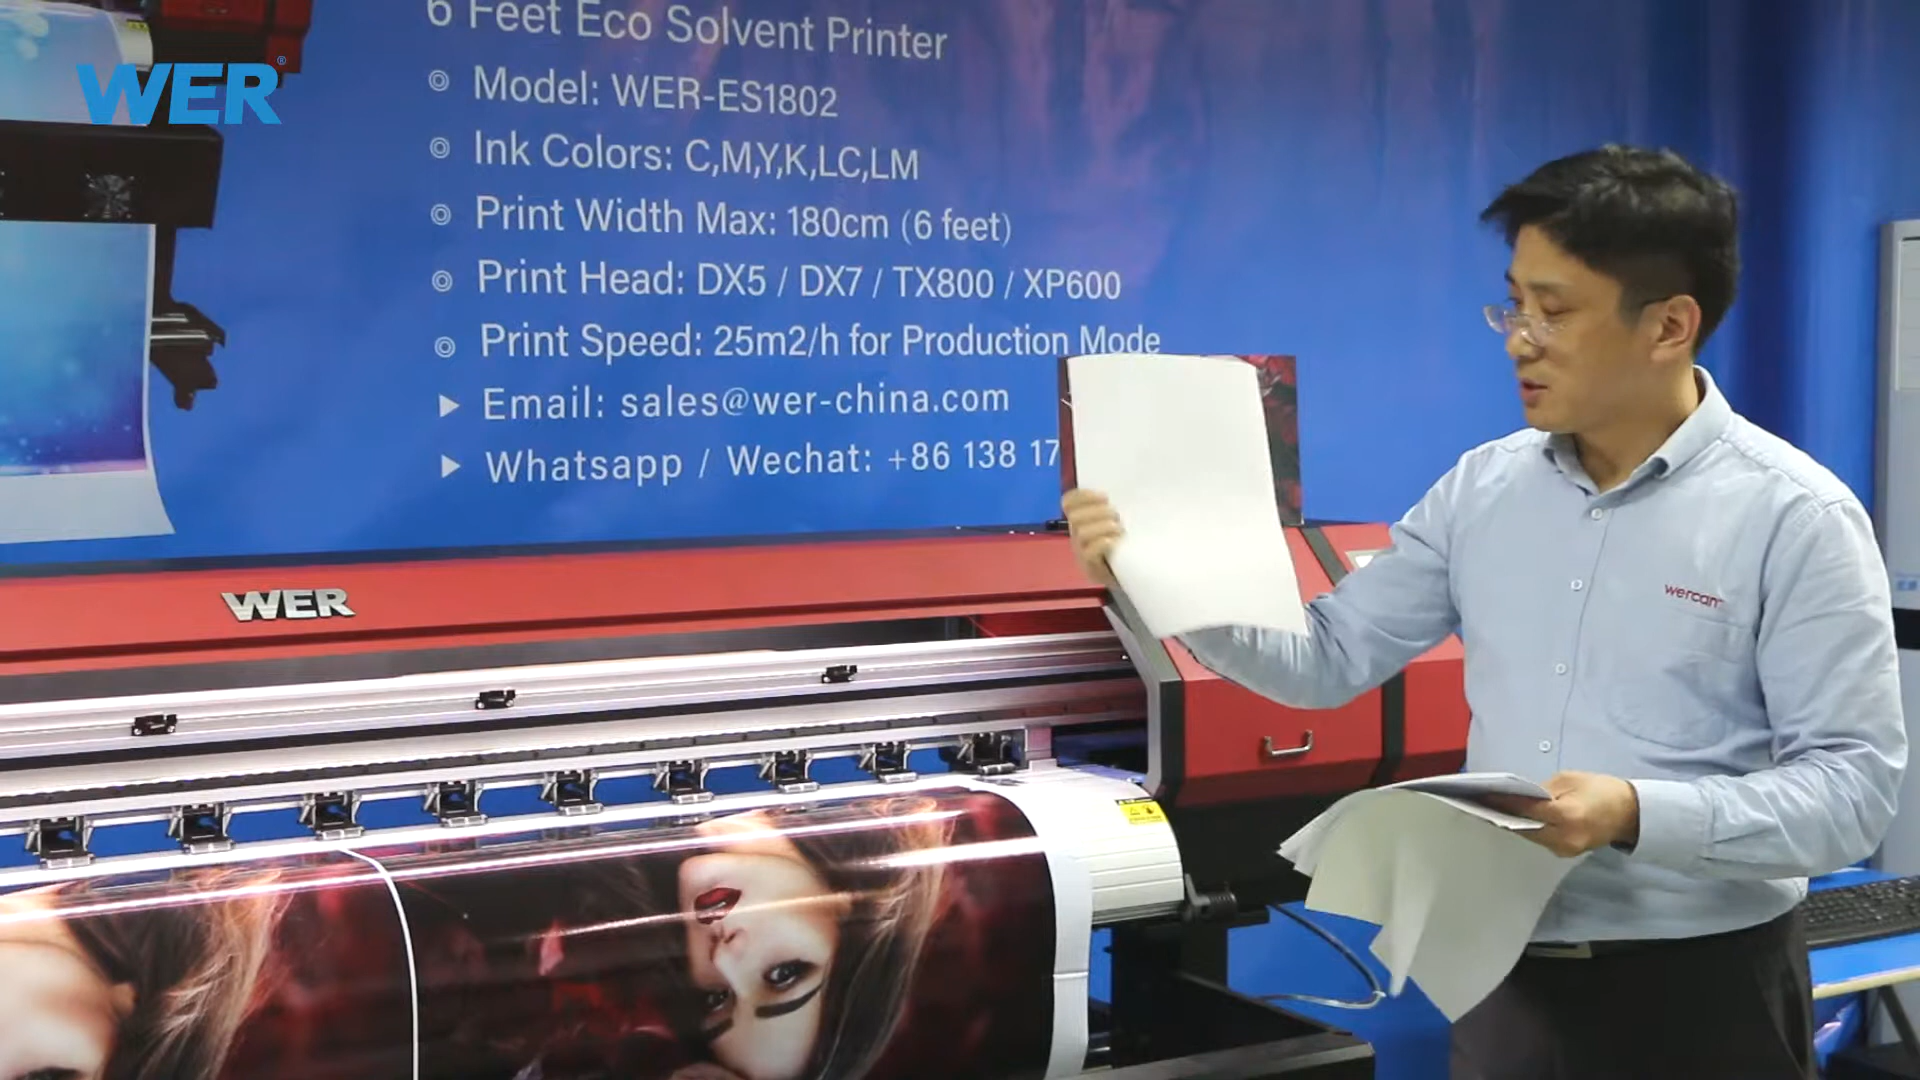 6 Feet Eco Solvent Printer
WER®
Model: WER-ES1802
Ink Colors: C,M,Y,K,LC,LM
Print Width Max: 180cm (6 feet)
Print Head: DX5 / DX7 / TX800 / XP600
Print Speed: 25m2/h for Production Mode
Email: sales@wer-china.com
Whatsapp / Wechat: +86 138 17
WER
wercan